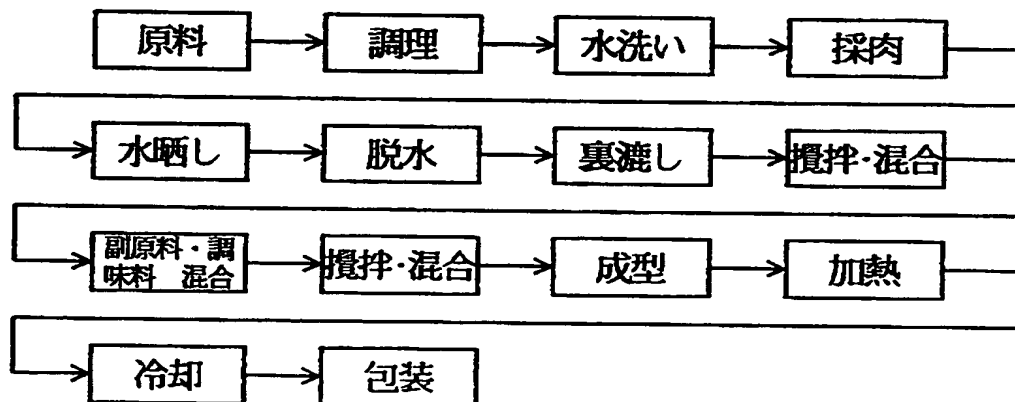 原料
調理
水洗い
採肉
水晒し
脱水
裏漉し
攪拌·混合
副原料・調
味料 混合
攪拌·混合
成型
加熱
冷却
包装